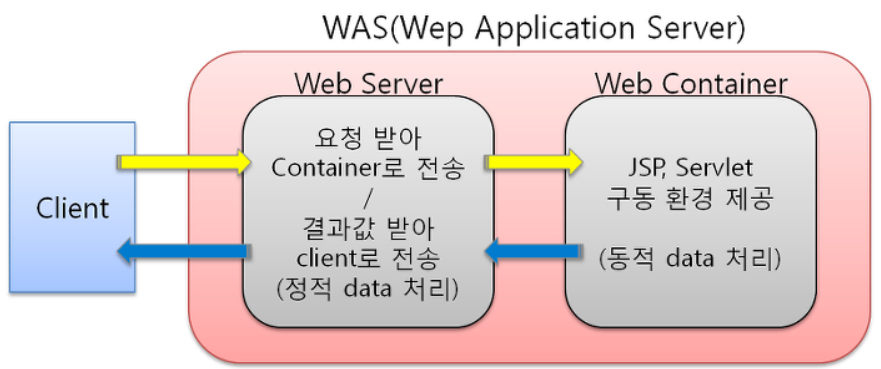 WAS(Wep Application Server)
Web Server
Web Container
Client
요청 받아
Container로 전송
/
결과값 받아
client로 전송
(정적 data 처리)
JSP, Servlet
구동 환경 제공
(동적 data 처리)